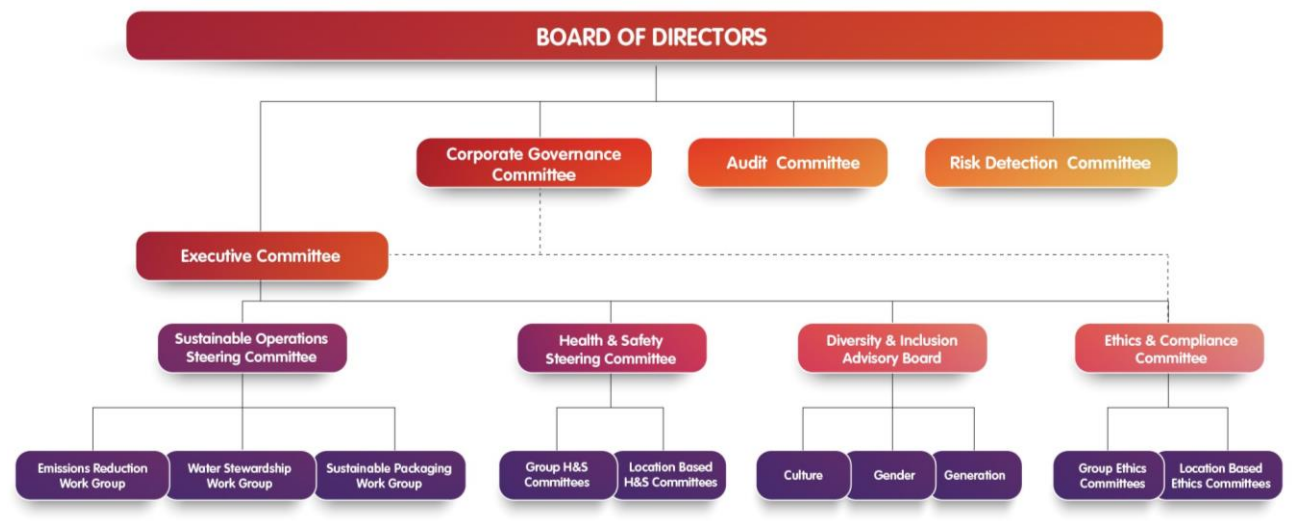 BOARD OF DIRECTORS
Corporate Governance
Committee
Audit Committee
Risk Detection Committee
Executive Committee
Sustainable Operations
Steering Committee
Health & Safety
Steering Committee
Diversity & Inclusion
Advisory Board
Ethics & Compliance
Committee
Emissions Reduction
Work Group
Water Stewardship
Work Group
Sustainable Packaging
Work Group
Group H&S
Committees
Location Based
H&S Committees
Culture
Gender
Generation
Group Ethics
Committees
Location Based
Ethics Committees